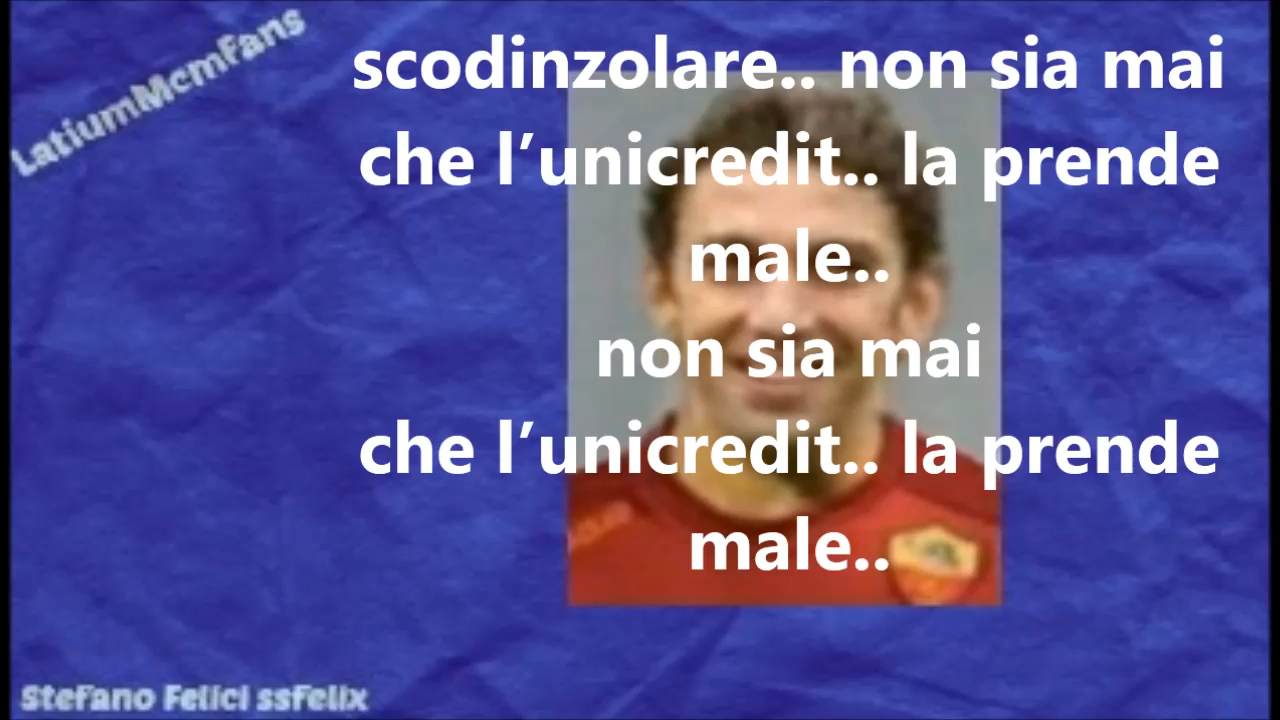 LatiumMcmfans
scodinzolare.. non sia mai
che l’unicredit.. la prende
male..
non sia mai
che l’unicredit.. la prende
male..
Stefano Felici ssfelix